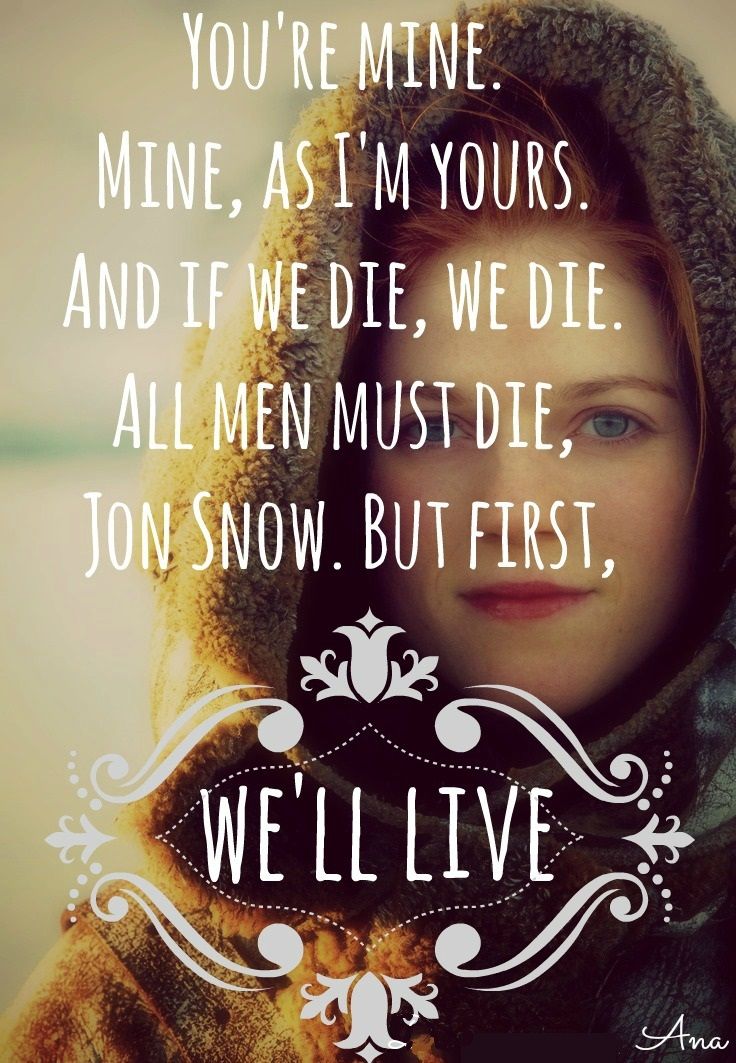 You're mine.
Mine, as I'm yours.
And if we die, we die.
All men must die,
Jon Snow. But first,
we'll live
Ana